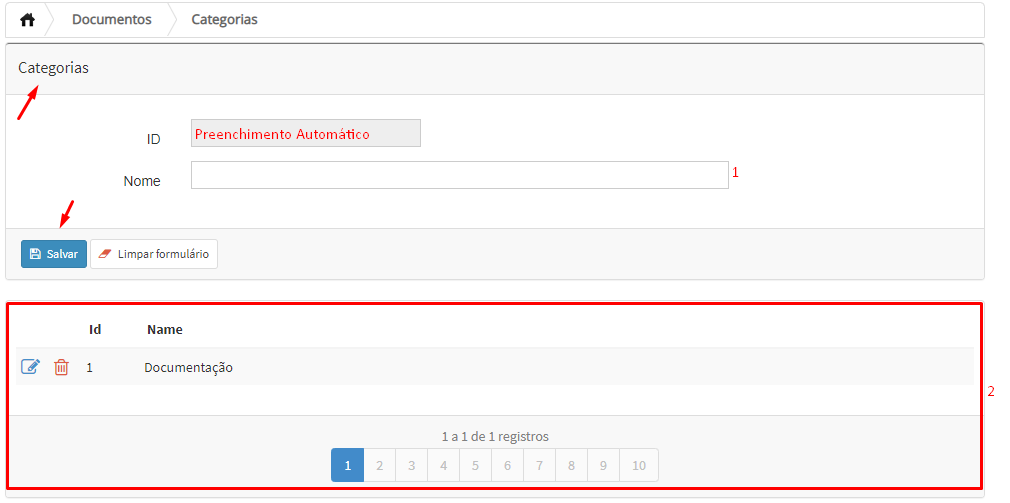 Documentos Categorias
Categorias
ID Preenchimento Automático
Nome 1
Salvar Limpar formulário
Id Name
1 Documentação
2
1 a 1 de 1 registros
1 2 3 4 5 6 7 8 9 10